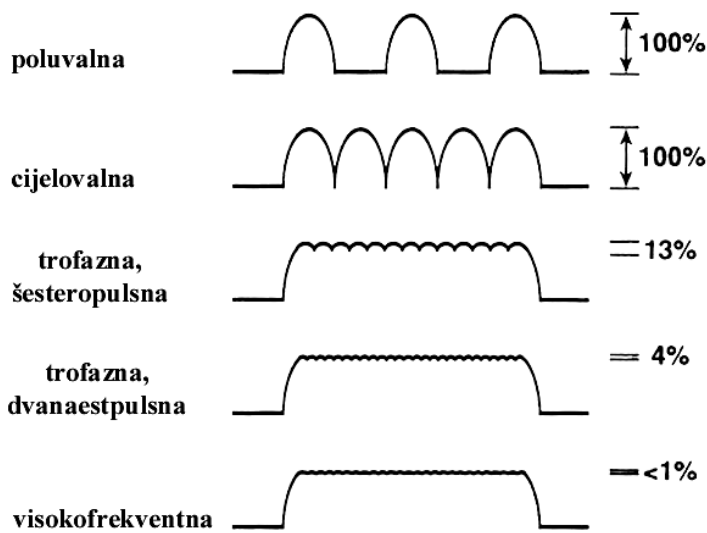 poluvalna
100%
cijelovalna
100%
trofazna,
šesteropulsna
13%
trofazna,
dvanaestpulsna
4%
visokofrekventna
<1%